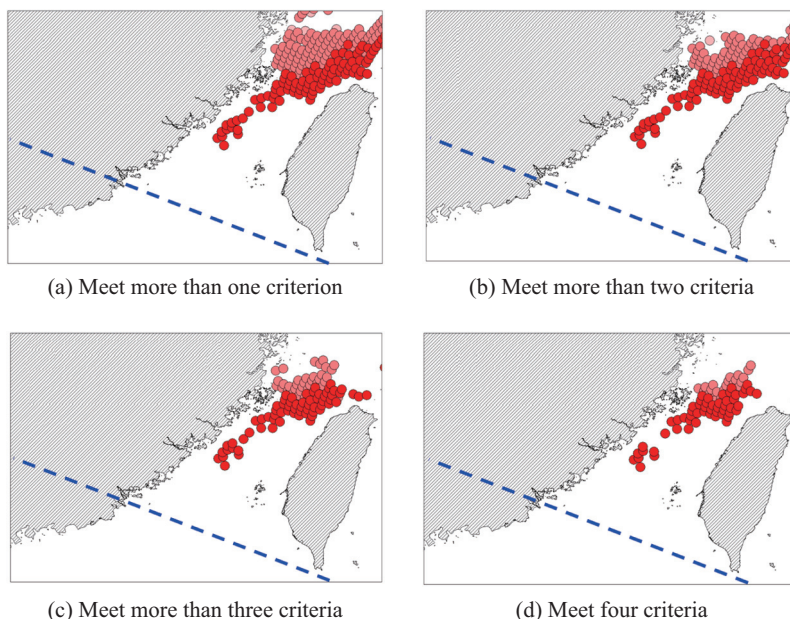 (a) Meet more than one criterion
(b) Meet more than two criteria
(c) Meet more than three criteria
(d) Meet four criteria